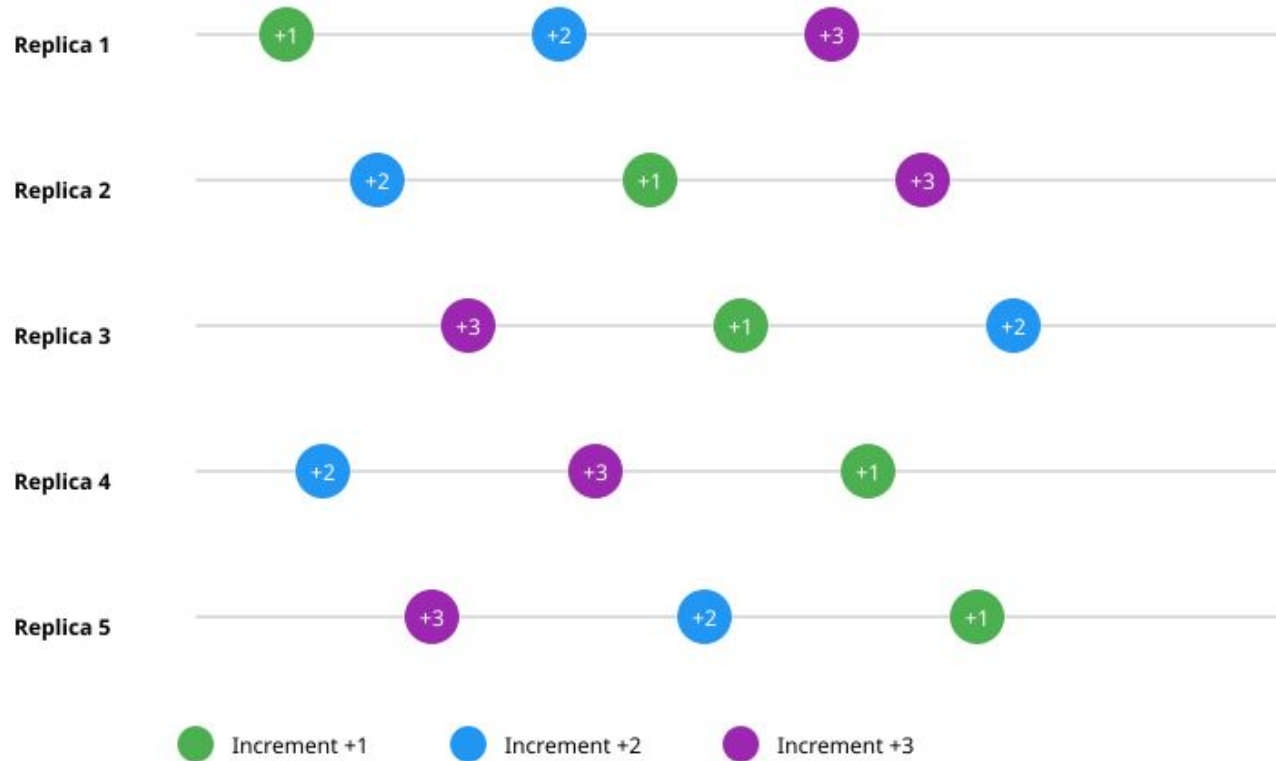 Replica 1 +1 +2 +3
Replica 2 +2 +1 +3
Replica 3 +3 +1 +2
Replica 4 +2 +3 +1
Replica 5 +3 +2 +1
Increment +1 Increment +2 Increment +3